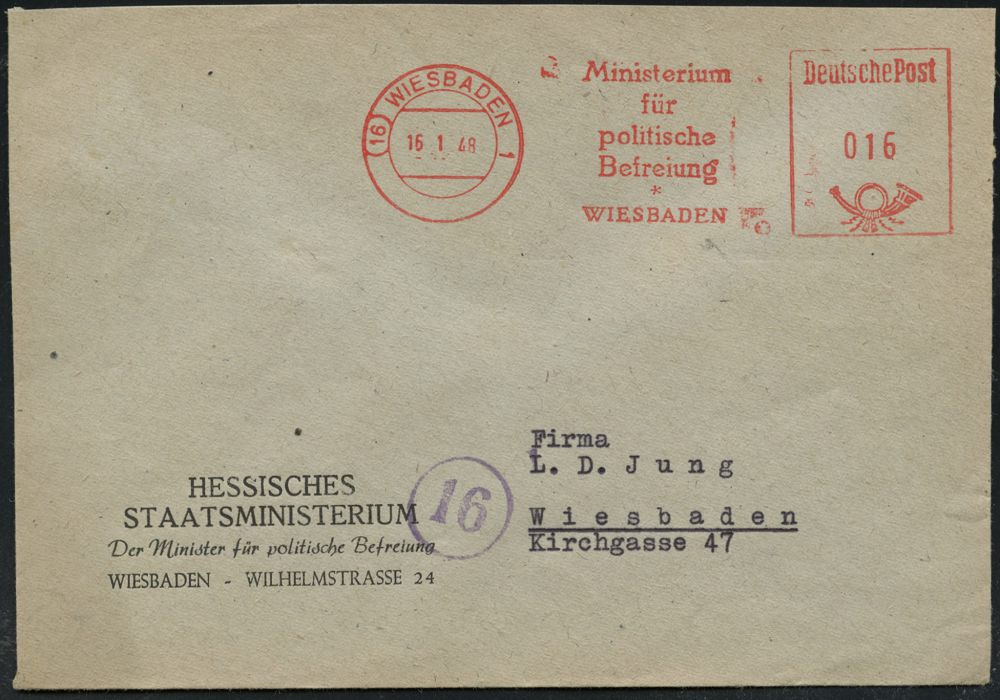 (16) WIESBADEN 1
16.1.48
Ministerium
für
politische
Befreiung
*
WIESBADEN
Deutsche Post
016
HESSISCHES
STAATSMINISTERIUM
Der Minister für politische Befreiung
WIESBADEN - WILHELMSTRASSE 24
16
Firma
L. D. Jung
Wiesbaden
Kirchgasse 47